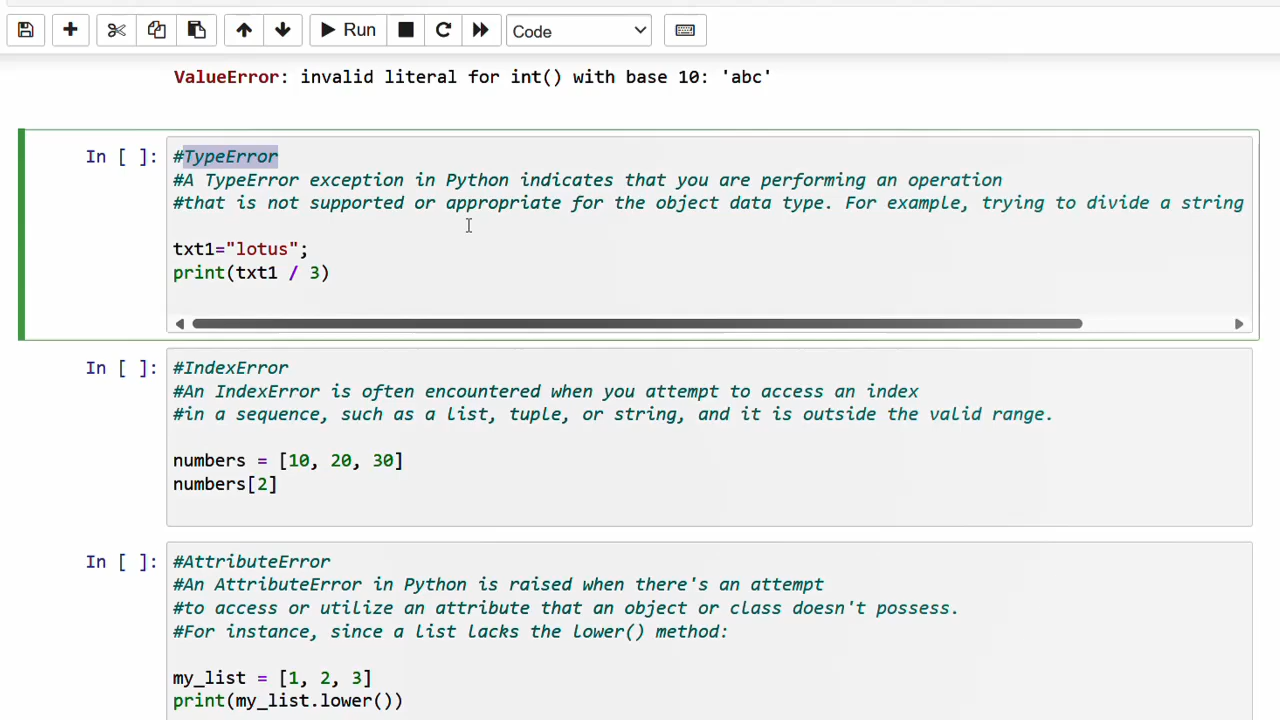 Run Code
ValueError: invalid literal for int() with base 10: 'abc'
In [ ]: #TypeError
#A TypeError exception in Python indicates that you are performing an operation
#that is not supported or appropriate for the object data type. For example, trying to divide a string
txt1="lotus";
print(txt1 / 3)
In [ ]: #IndexError
#An IndexError is often encountered when you attempt to access an index
#in a sequence, such as a list, tuple, or string, and it is outside the valid range.
numbers = [10, 20, 30]
numbers[2]
In [ ]: #AttributeError
#An AttributeError in Python is raised when there's an attempt
#to access or utilize an attribute that an object or class doesn't possess.
#For instance, since a list lacks the lower() method:
my_list = [1, 2, 3]
print(my_list.lower())